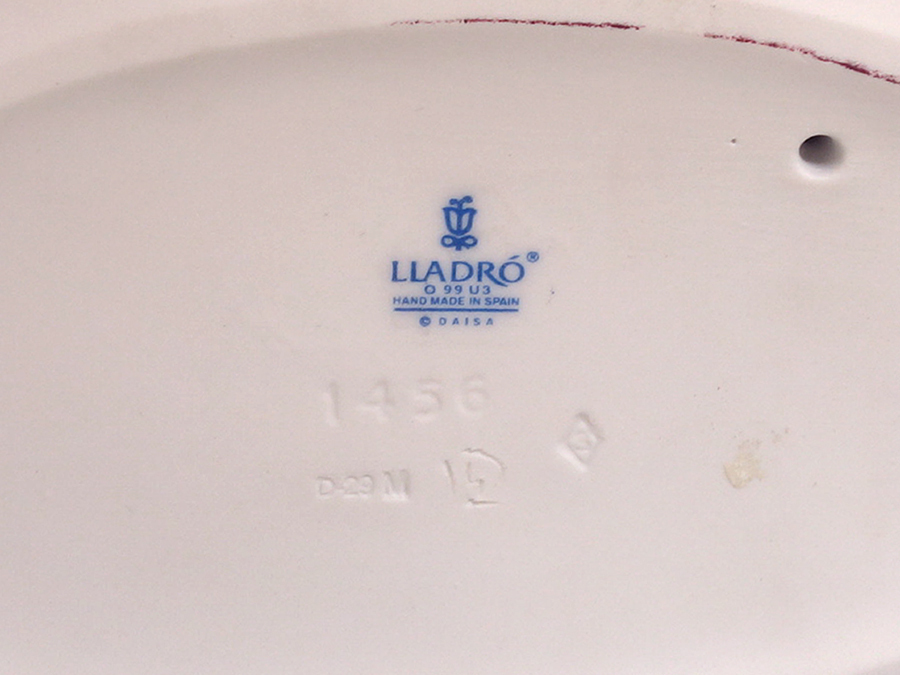 LLADRÓ®
O 99 U3
HAND MADE IN SPAIN
© DAISA
1456
D-29 M